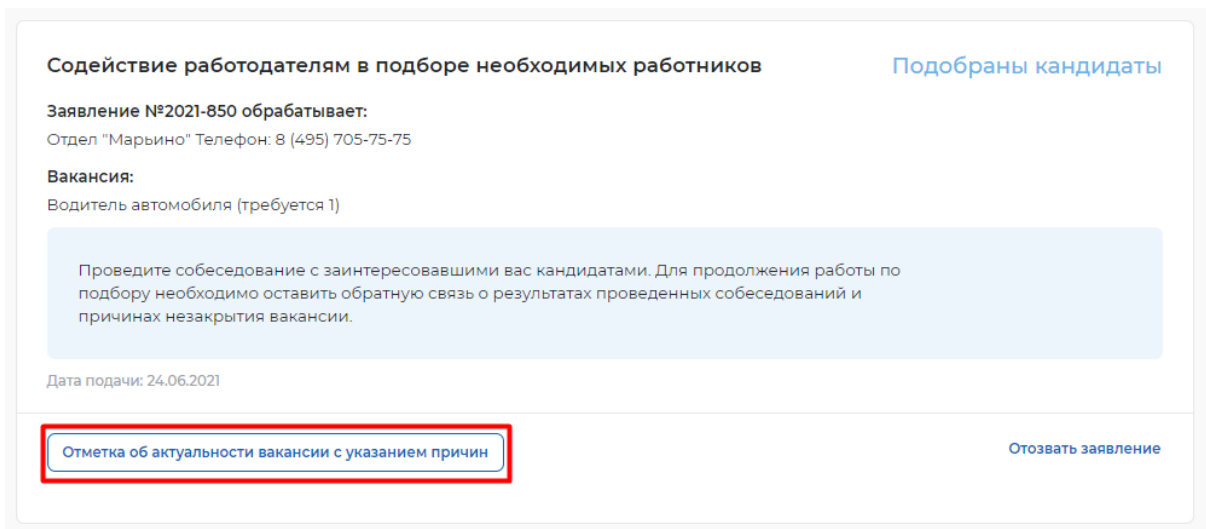 Содействие работодателям в подборе необходимых работников
Подобраны кандидаты
Заявление №2021-850 обрабатывает:
Отдел "Марьино" Телефон: 8 (495) 705-75-75
Вакансия:
Водитель автомобиля (требуется 1)
Проведите собеседование с заинтересовавшими вас кандидатами. Для продолжения работы по
подбору необходимо оставить обратную связь о результатах проведенных собеседований и
причинах незакрытия вакансии.
Дата подачи: 24.06.2021
Отметка об актуальности вакансии с указанием причин
Отозвать заявление